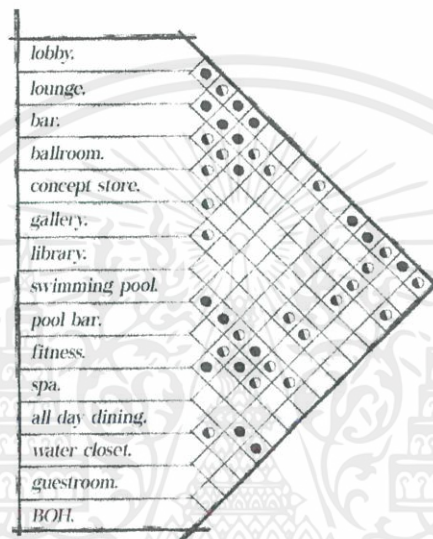 lobby.
lounge.
bar.
ballroom.
concept store.
gallery.
library.
swimming pool.
pool bar.
fitness.
spa.
all day dining.
water closet.
guestroom.
BOH.